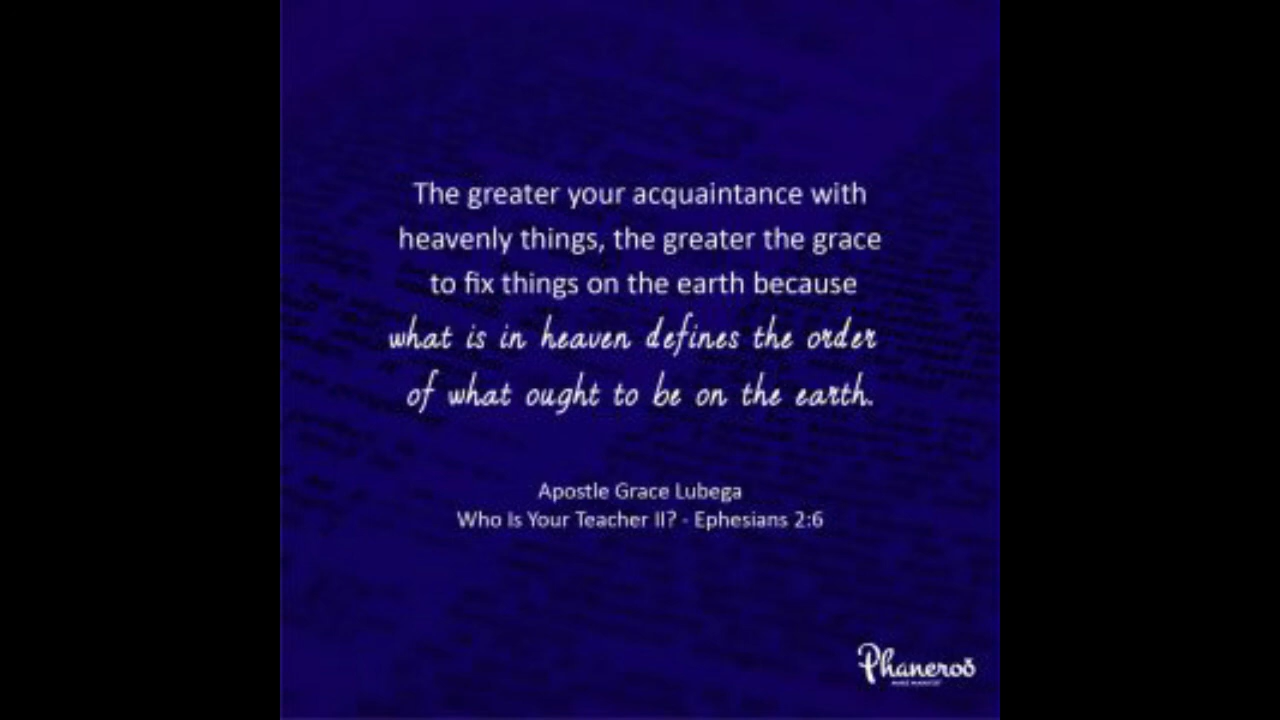 The greater your acquaintance with
heavenly things, the greater the grace
to fix things on the earth because
what is in heaven defines the order
of what ought to be on the earth.
Apostle Grace Lubega
Who Is Your Teacher II? - Ephesians 2:6
Phaneroō